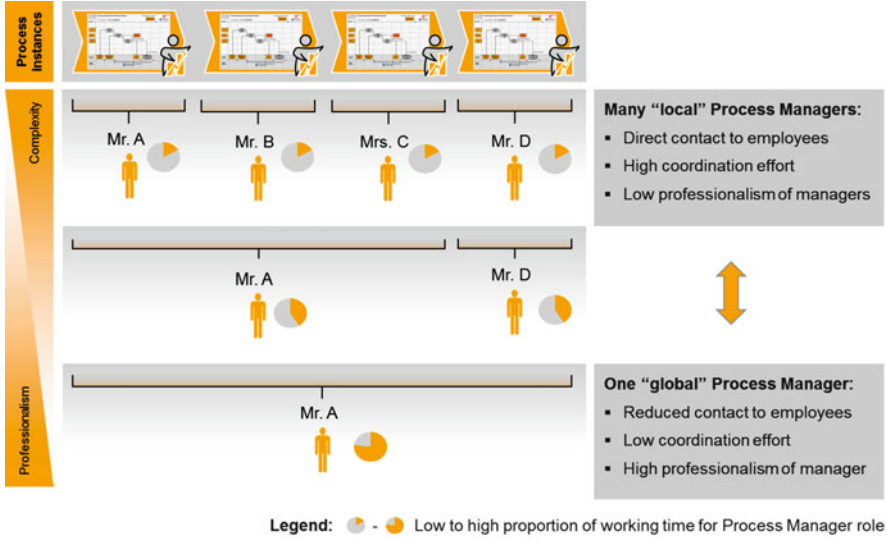 Process
Instances
Complexity
Professionalism
Mr. A
Mr. B
Mrs. C
Mr. D
Mr. A
Mr. D
Mr. A
Many “local” Process Managers:
▪ Direct contact to employees
▪ High coordination effort
▪ Low professionalism of managers
One “global” Process Manager:
▪ Reduced contact to employees
▪ Low coordination effort
▪ High professionalism of manager
Legend: - Low to high proportion of working time for Process Manager role